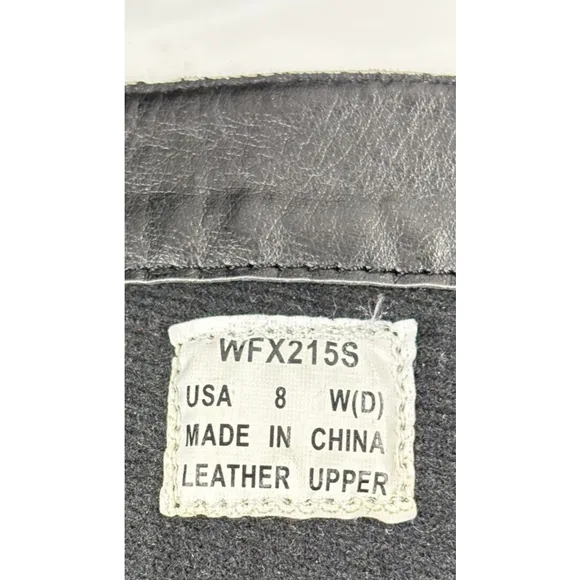 WFX215S
USA 8 W(D)
MADE IN CHINA
LEATHER UPPER